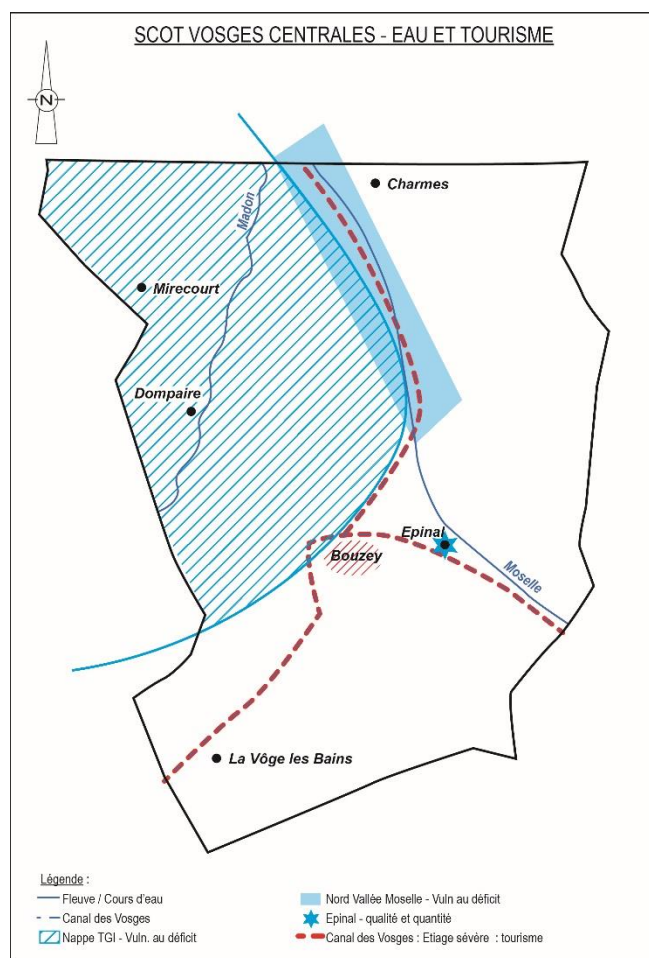 SCOT VOSGES CENTRALES - EAU ET TOURISME
N
Charmes
Madon
Mirecourt
Dompaire
Epinal
Bouzey
Moselle
La Vôge les Bains
Légende :
Fleuve / Cours d'eau
Canal des Vosges
Nappe TGI - Vuln. au déficit
Nord Vallée Moselle - Vuln au déficit
Epinal - qualité et quantité
Canal des Vosges : Etiage sévère : tourisme